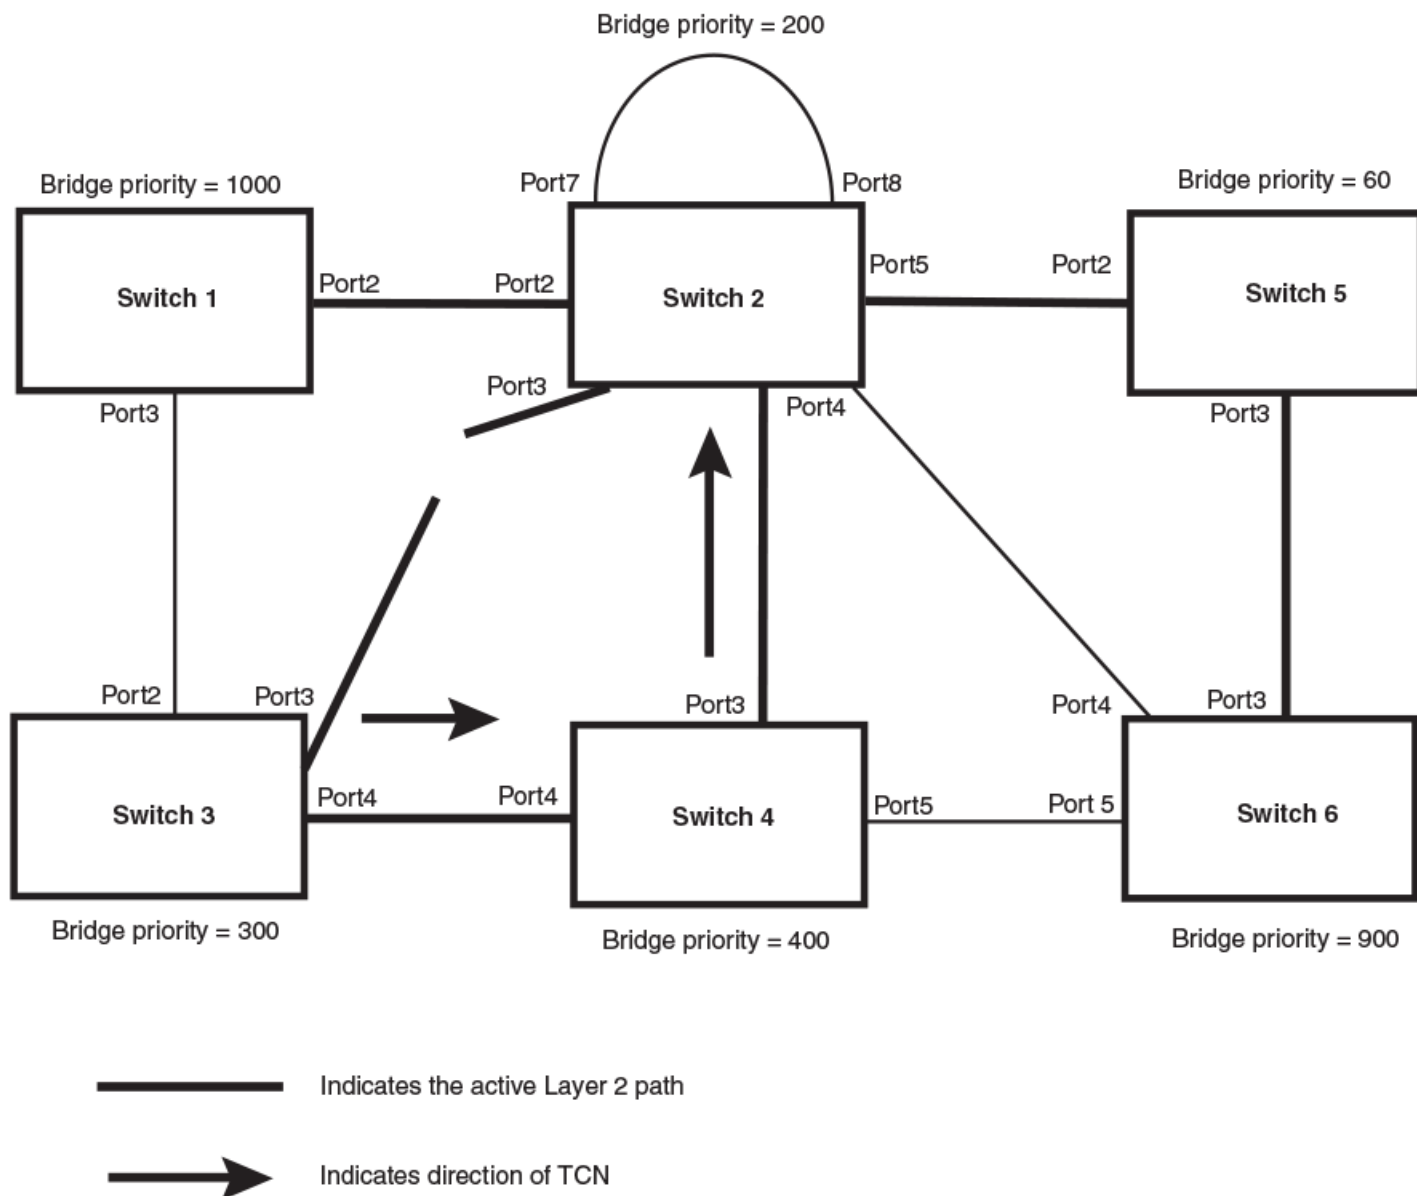 Bridge priority = 200
Bridge priority = 1000
Port7
Port8
Bridge priority = 60
Switch 1
Port2
Port2
Switch 2
Port5
Port2
Switch 5
Port3
Port3
Port4
Port3
Port2
Port3
Port3
Port4
Port3
Switch 3
Port4
Port4
Switch 4
Port5
Port 5
Switch 6
Bridge priority = 300
Bridge priority = 400
Bridge priority = 900
Indicates the active Layer 2 path
Indicates direction of TCN